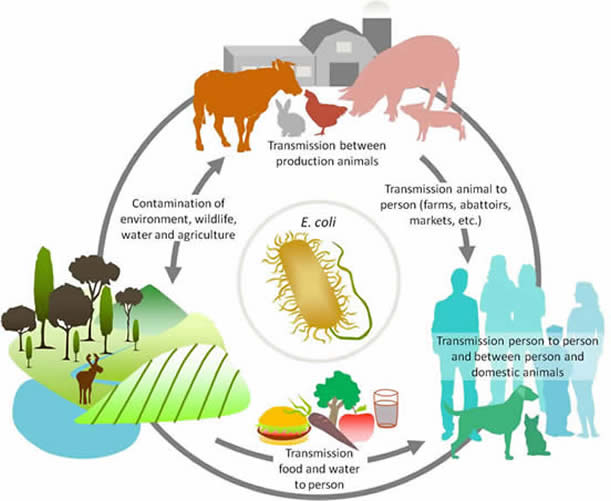 Transmission between
production animals
Contamination of
environment, wildlife,
water and agriculture
Transmission animal to
person (farms, abattoirs,
markets, etc.)
E. coli
Transmission person to person
and between person and
domestic animals
Transmission
food and water
to person